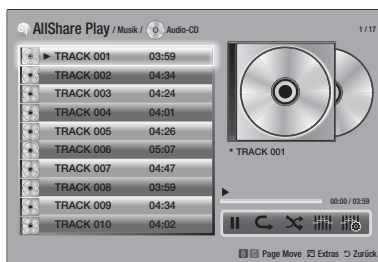 AllShare Play / Musik / Audio-CD 1 / 17
TRACK 001 03:59
TRACK 002 04:34
TRACK 003 04:24
TRACK 004 04:01
TRACK 005 04:26
TRACK 006 05:07
TRACK 007 04:47
TRACK 008 03:59
TRACK 009 04:34
TRACK 010 04:02
* TRACK 001
00:00 / 03:59
B C Page Move Extras Zurück